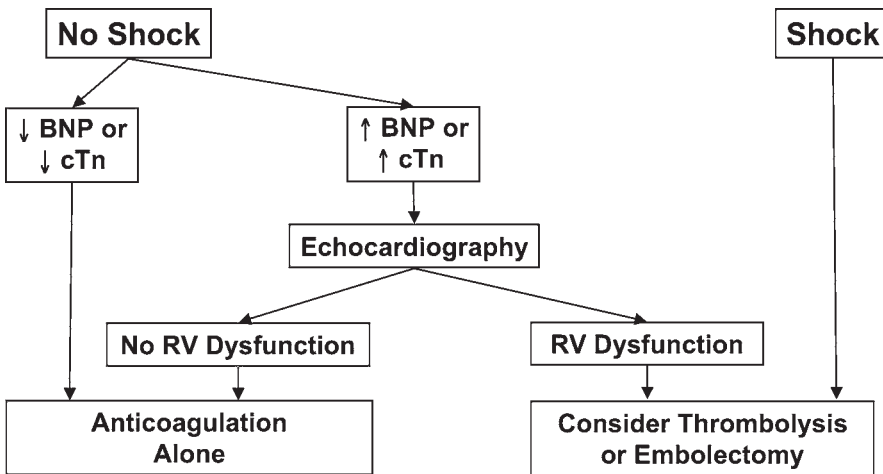 No Shock
Shock
↓ BNP or
↓ cTn
↑ BNP or
↑ cTn
Echocardiography
No RV Dysfunction
RV Dysfunction
Anticoagulation
Alone
Consider Thrombolysis
or Embolectomy